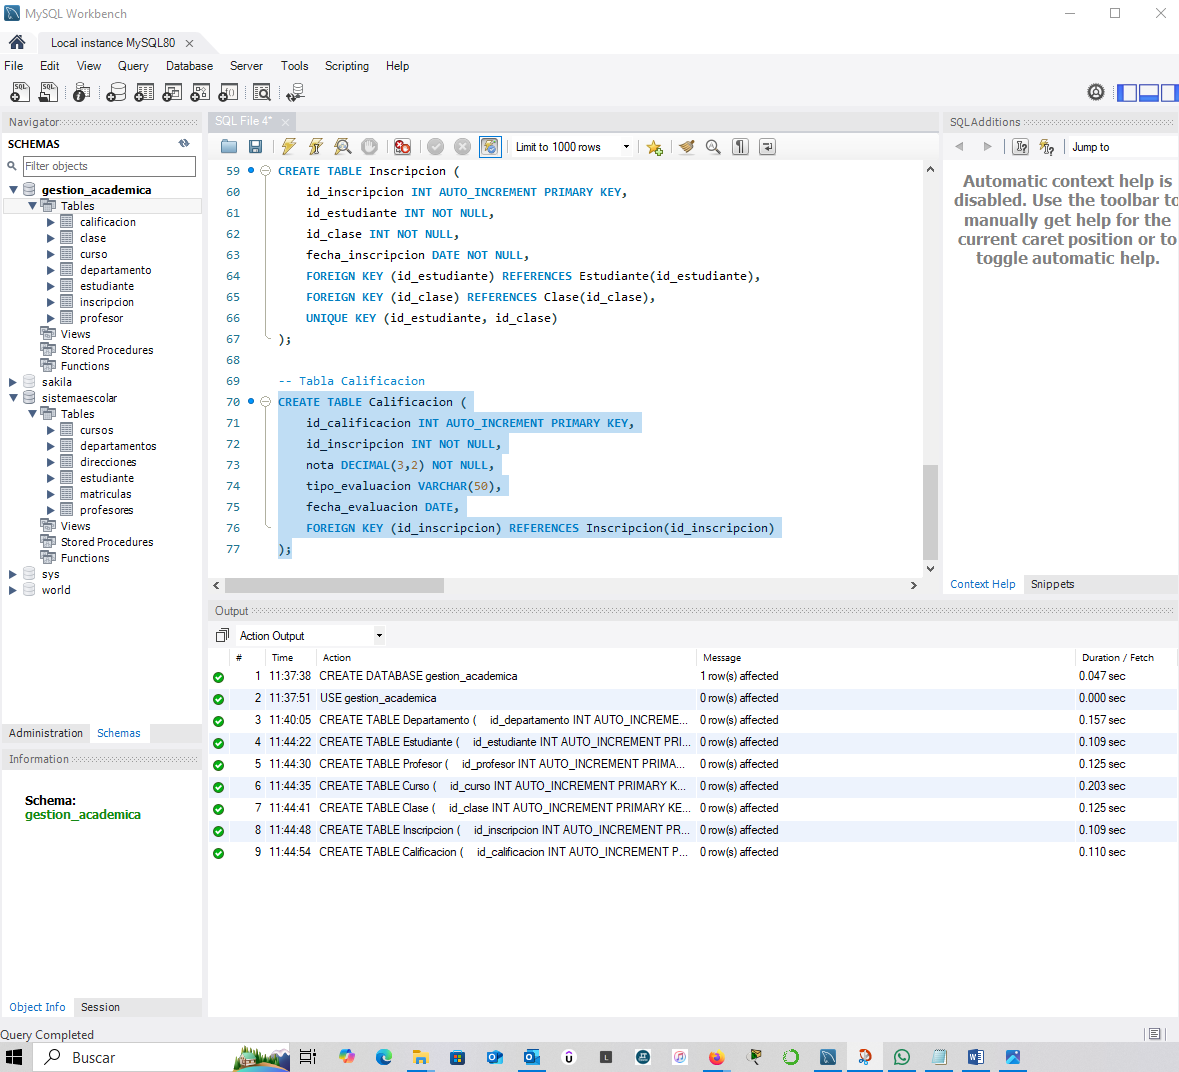 MySQL Workbench
Local instance MySQL80
File Edit View Query Database Server Tools Scripting Help
Navigator
SCHEMAS
Filter objects
gestion_academica
Tables
calificacion
clase
curso
departamento
estudiante
inscripcion
profesor
Views
Stored Procedures
Functions
sakila
sistemaescolar
Tables
cursos
departamentos
direcciones
estudiante
matriculas
profesores
Views
Stored Procedures
Functions
sys
world
Administration Schemas
Information
Schema:
gestion_academica
Object Info Session
Query Completed
SQL File 4*
Limit to 1000 rows
59 CREATE TABLE Inscripcion (
60 id_inscripcion INT AUTO_INCREMENT PRIMARY KEY,
61 id_estudiante INT NOT NULL,
62 id_clase INT NOT NULL,
63 fecha_inscripcion DATE NOT NULL,
64 FOREIGN KEY (id_estudiante) REFERENCES Estudiante(id_estudiante),
65 FOREIGN KEY (id_clase) REFERENCES Clase(id_clase),
66 UNIQUE KEY (id_estudiante, id_clase)
67 );
68
69 -- Tabla Calificacion
70 CREATE TABLE Calificacion (
71 id_calificacion INT AUTO_INCREMENT PRIMARY KEY,
72 id_inscripcion INT NOT NULL,
73 nota DECIMAL(3,2) NOT NULL,
74 tipo_evaluacion VARCHAR(50),
75 fecha_evaluacion DATE,
76 FOREIGN KEY (id_inscripcion) REFERENCES Inscripcion(id_inscripcion)
77 );
SQLAdditions
Jump to
Automatic context help is
disabled. Use the toolbar to
manually get help for the
current caret position or to
toggle automatic help.
Context Help Snippets
Output
Action Output
# Time Action Message Duration / Fetch
1 11:37:38 CREATE DATABASE gestion_academica 1 row(s) affected 0.047 sec
2 11:37:51 USE gestion_academica 0 row(s) affected 0.000 sec
3 11:40:05 CREATE TABLE Departamento ( id_departamento INT AUTO_INCREME... 0 row(s) affected 0.157 sec
4 11:44:22 CREATE TABLE Estudiante ( id_estudiante INT AUTO_INCREMENT PRI... 0 row(s) affected 0.109 sec
5 11:44:30 CREATE TABLE Profesor ( id_profesor INT AUTO_INCREMENT PRIMA... 0 row(s) affected 0.125 sec
6 11:44:35 CREATE TABLE Curso ( id_curso INT AUTO_INCREMENT PRIMARY K... 0 row(s) affected 0.203 sec
7 11:44:41 CREATE TABLE Clase ( id_clase INT AUTO_INCREMENT PRIMARY KE... 0 row(s) affected 0.125 sec
8 11:44:48 CREATE TABLE Inscripcion ( id_inscripcion INT AUTO_INCREMENT PR... 0 row(s) affected 0.109 sec
9 11:44:54 CREATE TABLE Calificacion ( id_calificacion INT AUTO_INCREMENT P... 0 row(s) affected 0.110 sec
Buscar